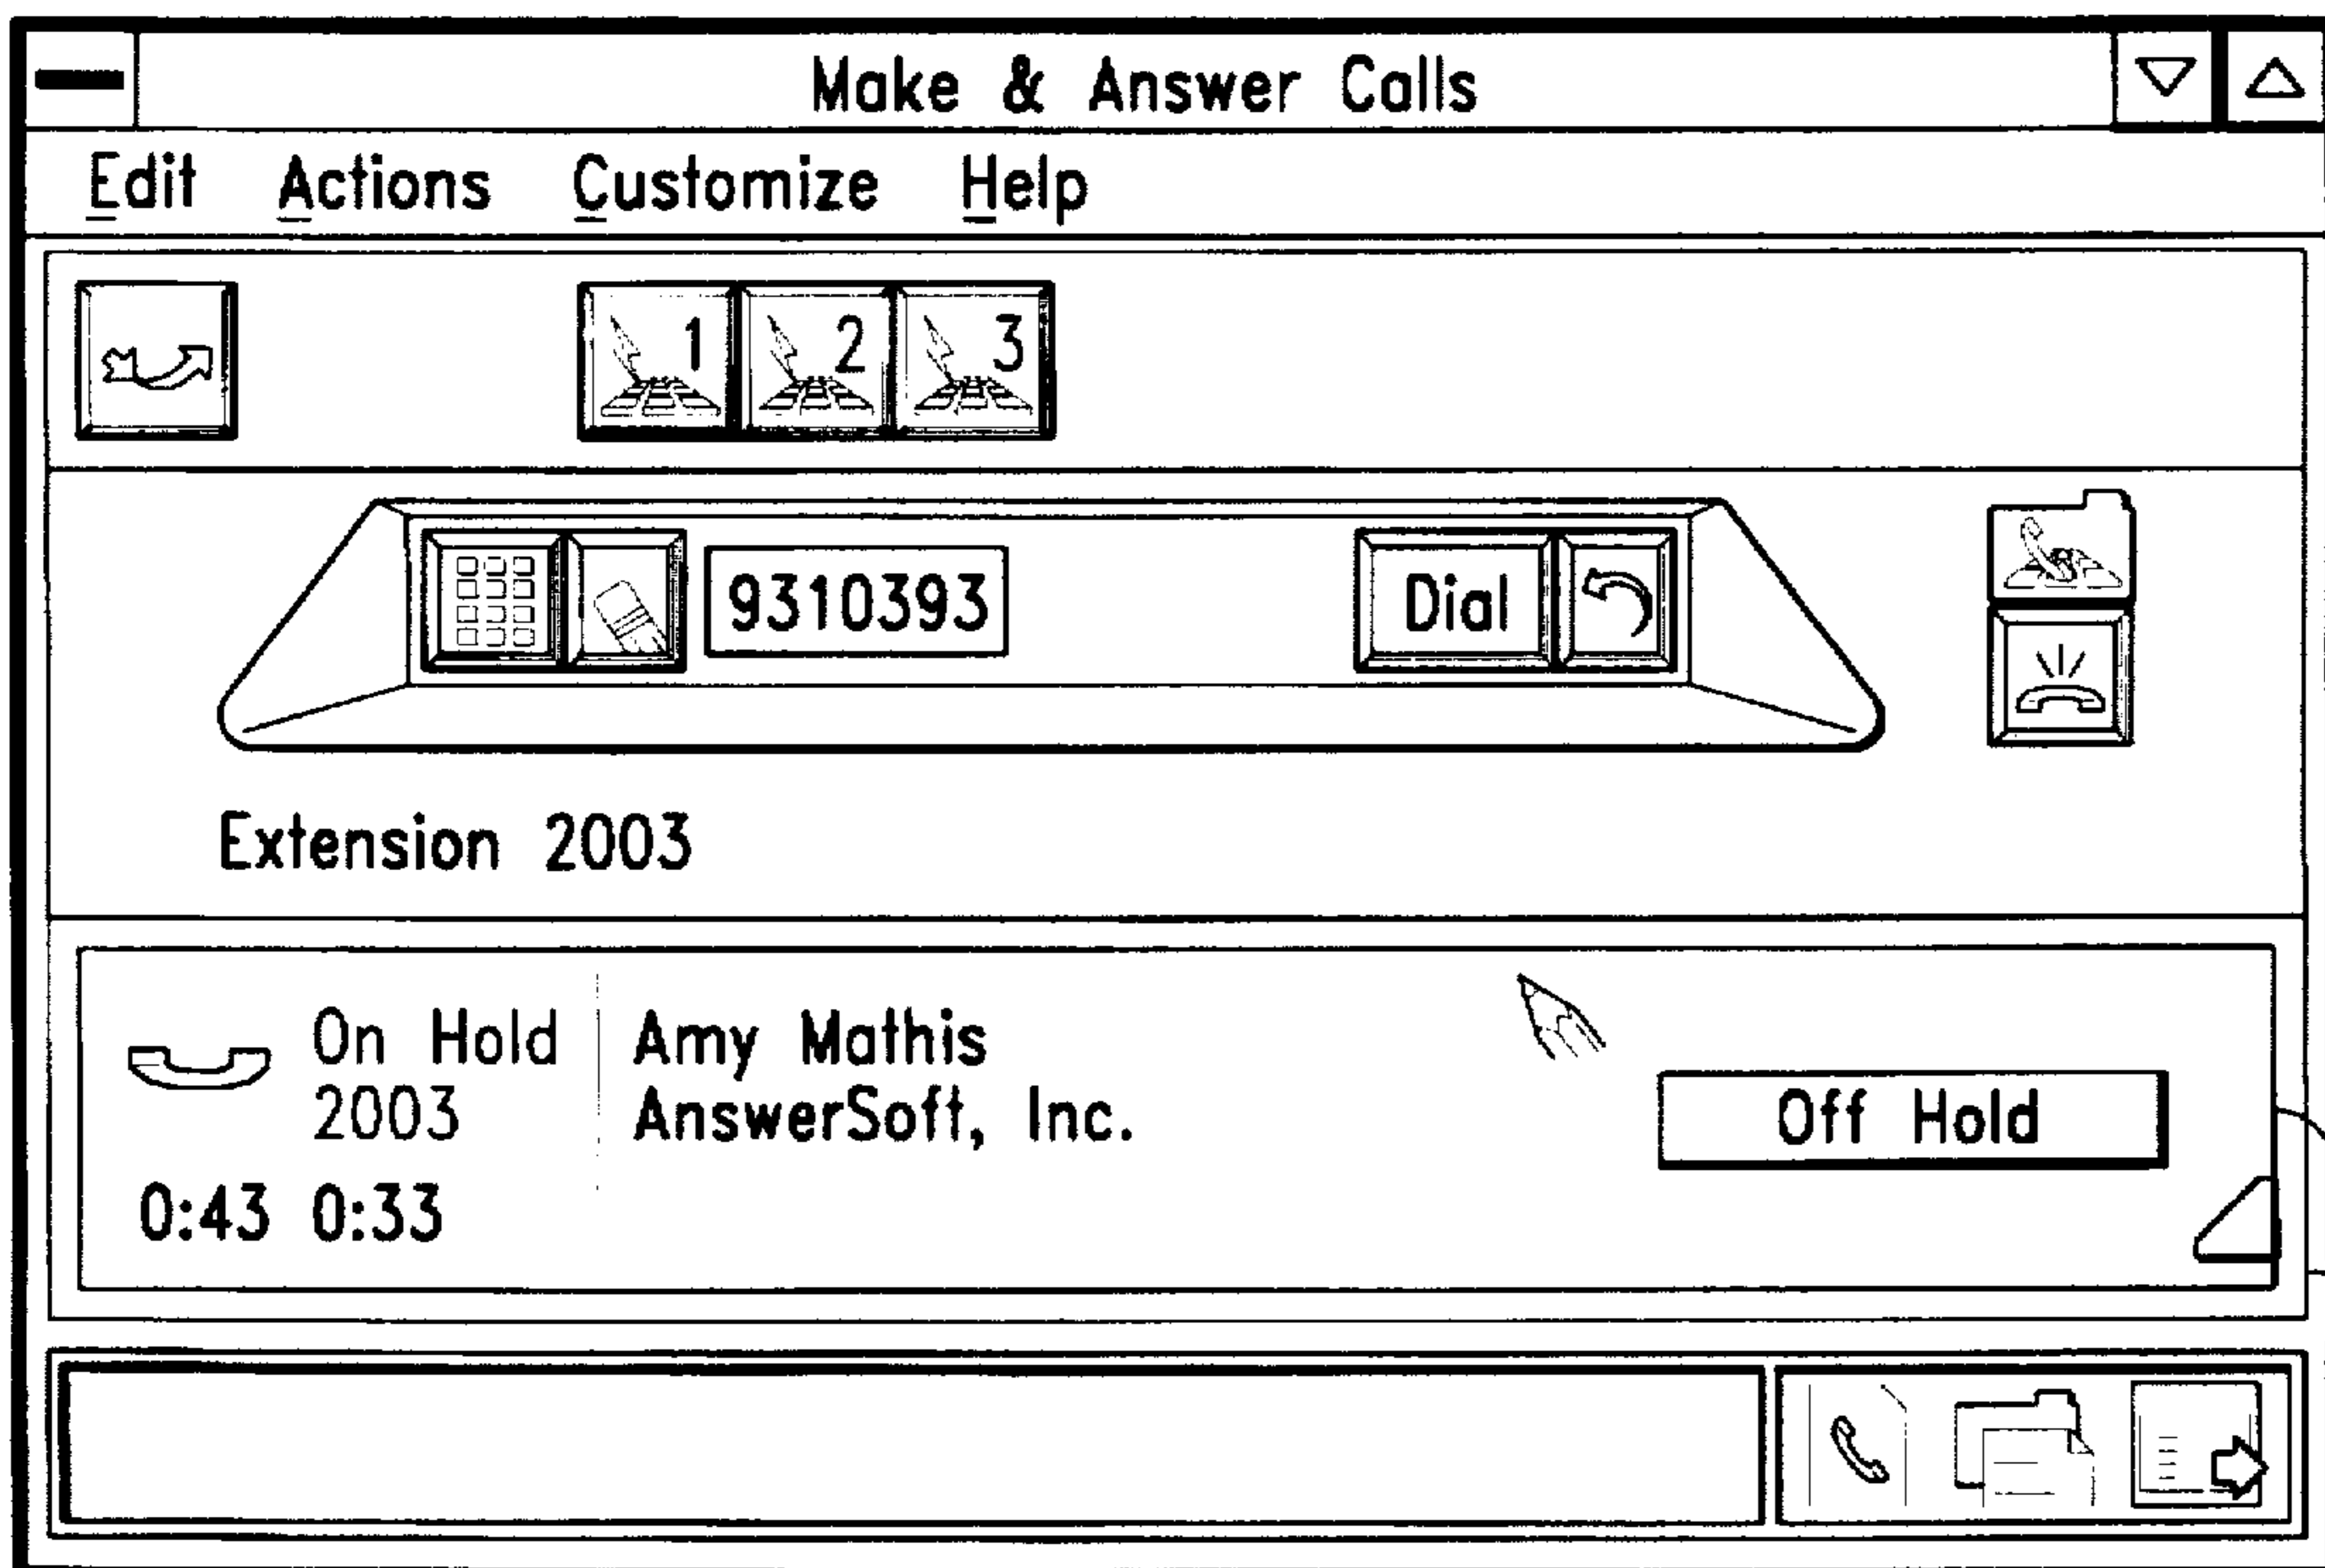 Make & Answer Calls
Edit Actions Customize Help
1 2 3
9310393 Dial
Extension 2003
On Hold
2003
Amy Mathis
AnswerSoft, Inc.
Off Hold
0:43 0:33